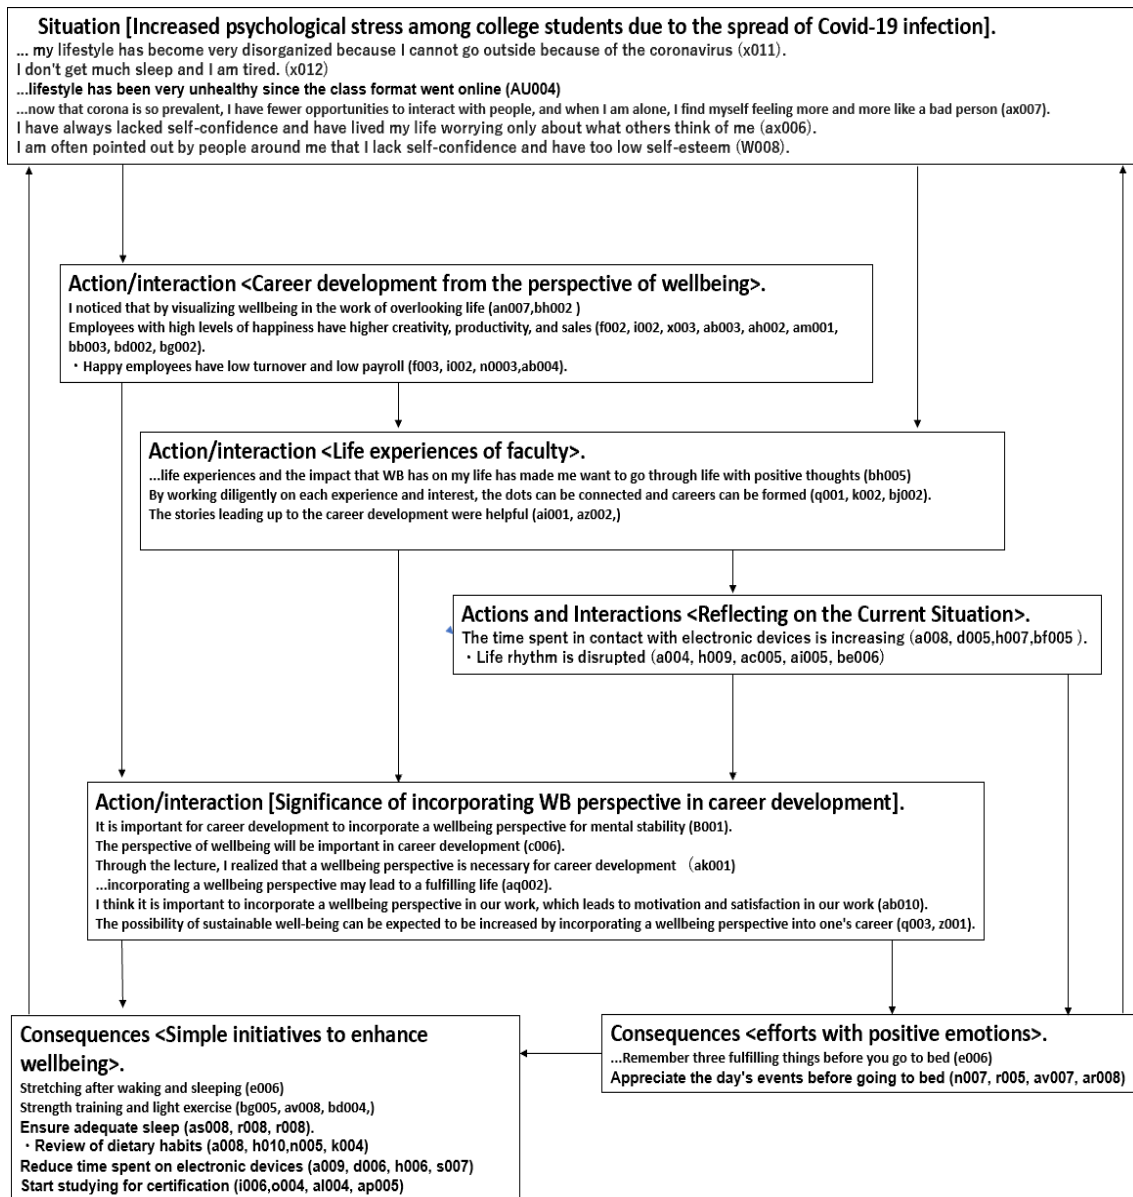 Situation [Increased psychological stress among college students due to the spread of Covid-19 infection].
... my lifestyle has become very disorganized because I cannot go outside because of the coronavirus (x011).
I don't get much sleep and I am tired. (x012)
...lifestyle has been very unhealthy since the class format went online (AU004)
...now that corona is so prevalent, I have fewer opportunities to interact with people, and when I am alone, I find myself feeling more and more like a bad person (ax007).
I have always lacked self-confidence and have lived my life worrying only about what others think of me (ax006).
I am often pointed out by people around me that I lack self-confidence and have too low self-esteem (W008).
Action/interaction <Career development from the perspective of wellbeing>.
I noticed that by visualizing wellbeing in the work of overlooking life (an007,bh002 )
Employees with high levels of happiness have higher creativity, productivity, and sales (f002, i002, x003, ab003, ah002, am001,
bb003, bd002, bg002).
・Happy employees have low turnover and low payroll (f003, i002, n0003,ab004).
Action/interaction <Life experiences of faculty>.
...life experiences and the impact that WB has on my life has made me want to go through life with positive thoughts (bh005)
By working diligently on each experience and interest, the dots can be connected and careers can be formed (q001, k002, bj002).
The stories leading up to the career development were helpful (ai001, az002,)
Actions and Interactions <Reflecting on the Current Situation>.
The time spent in contact with electronic devices is increasing (a008, d005,h007,bf005 ).
・Life rhythm is disrupted (a004, h009, ac005, ai005, be006)
Action/interaction [Significance of incorporating WB perspective in career development].
It is important for career development to incorporate a wellbeing perspective for mental stability (B001).
The perspective of wellbeing will be important in career development (c006).
Through the lecture, I realized that a wellbeing perspective is necessary for career development （ak001)
...incorporating a wellbeing perspective may lead to a fulfilling life (aq002).
I think it is important to incorporate a wellbeing perspective in our work, which leads to motivation and satisfaction in our work (ab010).
The possibility of sustainable well-being can be expected to be increased by incorporating a wellbeing perspective into one's career (q003, z001).
Consequences <Simple initiatives to enhance
wellbeing>.
Stretching after waking and sleeping (e006)
Strength training and light exercise (bg005, av008, bd004,)
Ensure adequate sleep (as008, r008, r008).
・Review of dietary habits (a008, h010,n005, k004)
Reduce time spent on electronic devices (a009, d006, h006, s007)
Start studying for certification (i006,o004, al004, ap005)
Consequences <efforts with positive emotions>.
...Remember three fulfilling things before you go to bed (e006)
Appreciate the day's events before going to bed (n007, r005, av007, ar008)